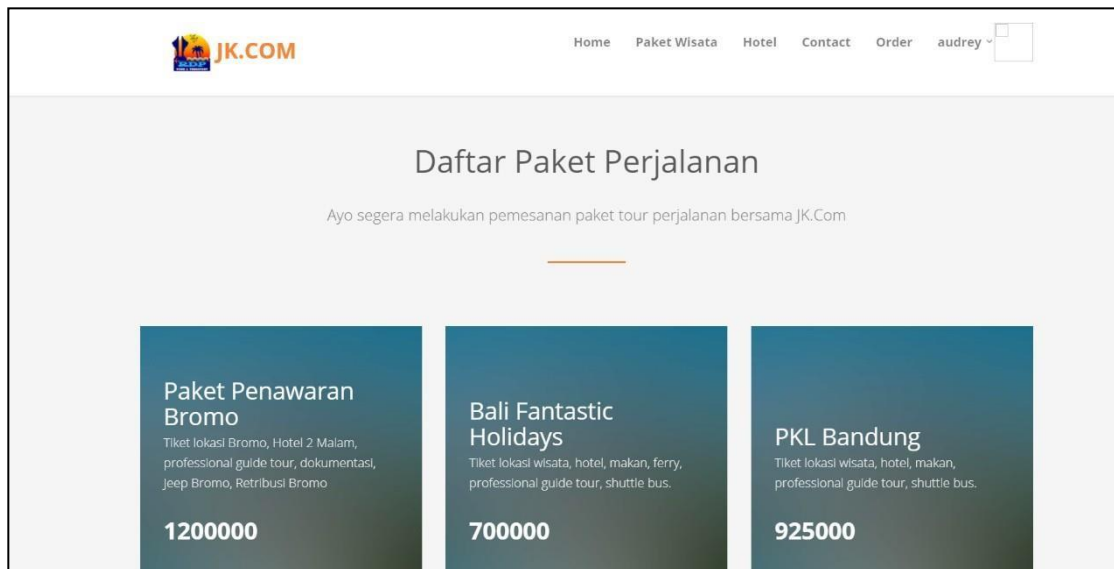 RDP
JK.COM
Home Paket Wisata Hotel Contact Order audrey
Daftar Paket Perjalanan
Ayo segera melakukan pemesanan paket tour perjalanan bersama JK.Com
Paket Penawaran
Bromo
Tiket lokasi Bromo, Hotel 2 Malam,
professional guide tour, dokumentasi,
Jeep Bromo, Retribusi Bromo
1200000
Bali Fantastic
Holidays
Tiket lokasi wisata, hotel, makan, ferry,
professional guide tour, shuttle bus.
700000
PKL Bandung
Tiket lokasi wisata, hotel, makan,
professional guide tour, shuttle bus.
925000